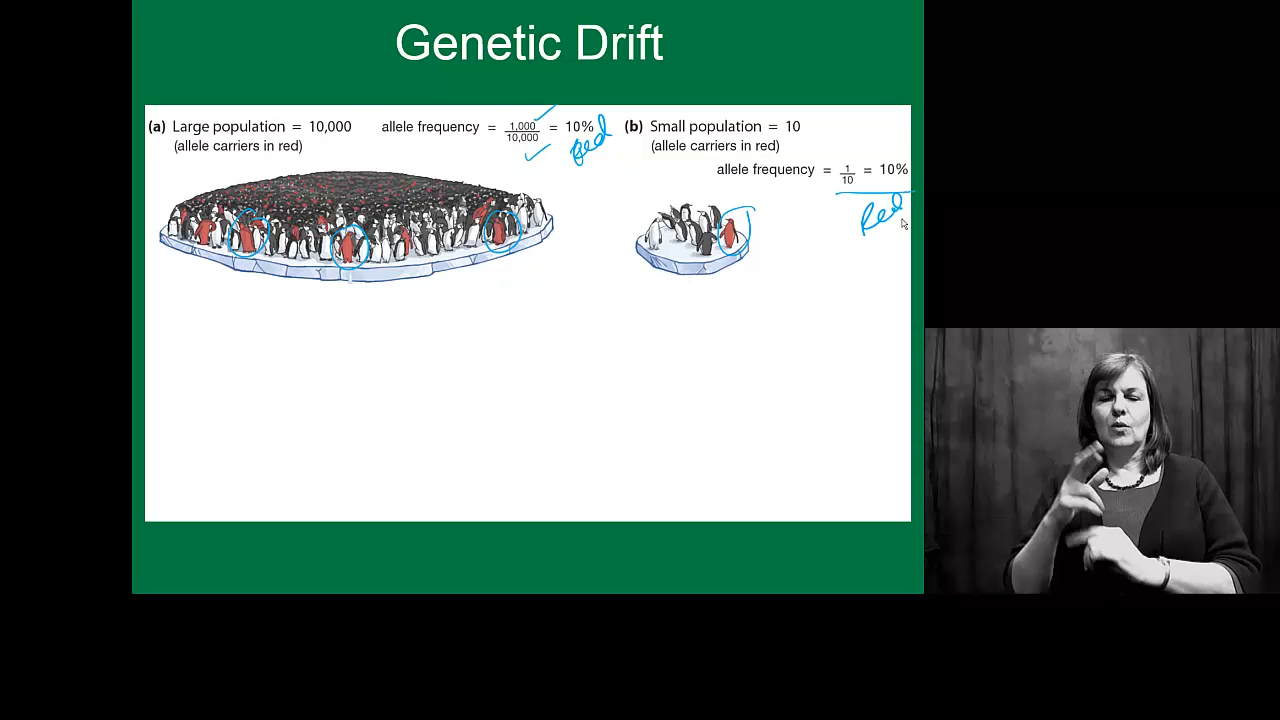 Genetic Drift
(a) Large population = 10,000
(allele carriers in red)
allele frequency = 1,000/10,000 = 10%
Red
(b) Small population = 10
(allele carriers in red)
allele frequency = 1/10 = 10%
Red